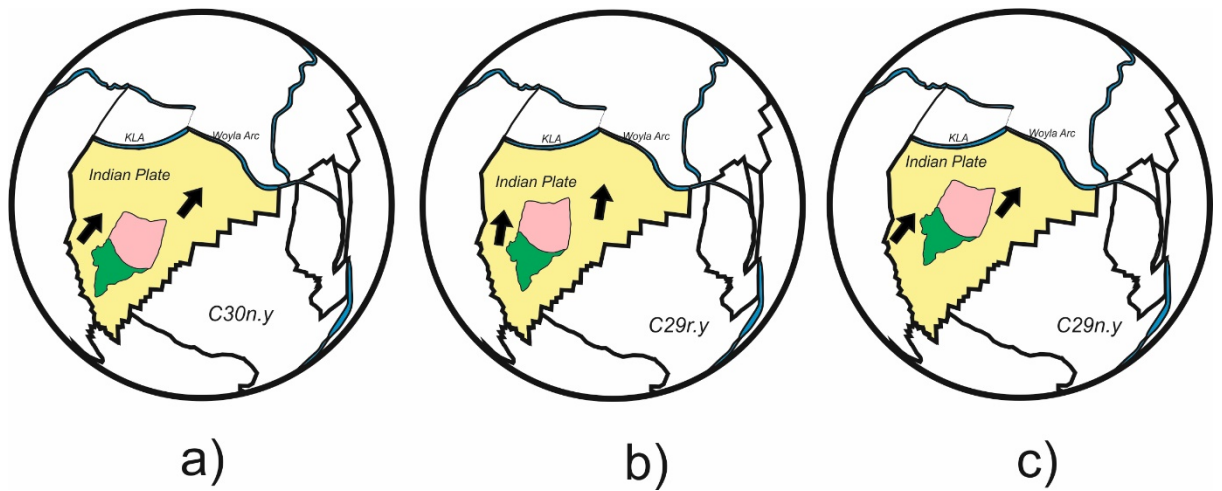 KLA
Woyla Arc
Indian Plate
C30n.y
a)
KLA
Woyla Arc
Indian Plate
C29r.y
b)
KLA
Woyla Arc
Indian Plate
C29n.y
c)